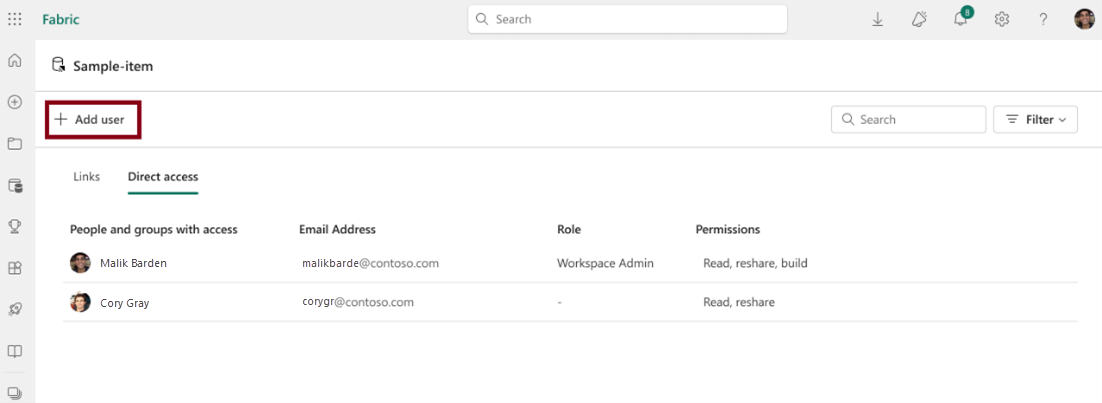 Fabric
Search
8
Sample-item
Add user
Search
Filter
Links
Direct access
People and groups with access Email Address Role Permissions
Malik Barden malikbarde@contoso.com Workspace Admin Read, reshare, build
Cory Gray corygr@contoso.com - Read, reshare